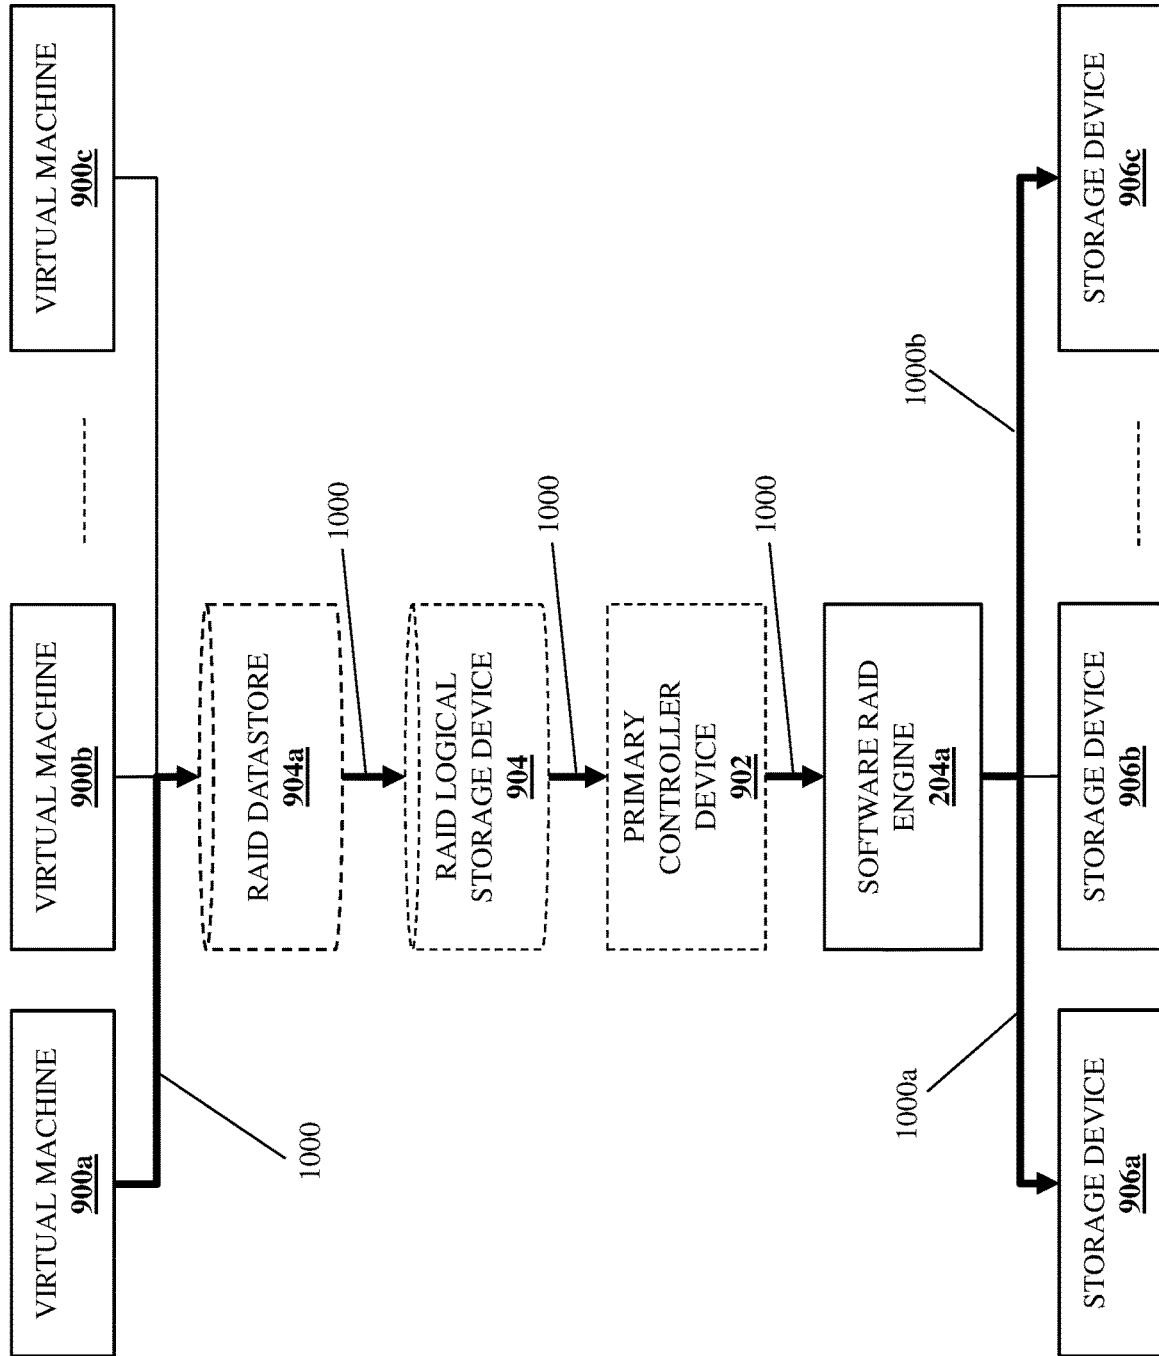 VIRTUAL MACHINE
900a
VIRTUAL MACHINE
900b
VIRTUAL MACHINE
900c
1000
RAID DATASTORE
904a
1000
RAID LOGICAL
STORAGE DEVICE
904
1000
PRIMARY
CONTROLLER
DEVICE
902
1000
SOFTWARE RAID
ENGINE
204a
1000a
1000b
STORAGE DEVICE
906a
STORAGE DEVICE
906b
STORAGE DEVICE
906c